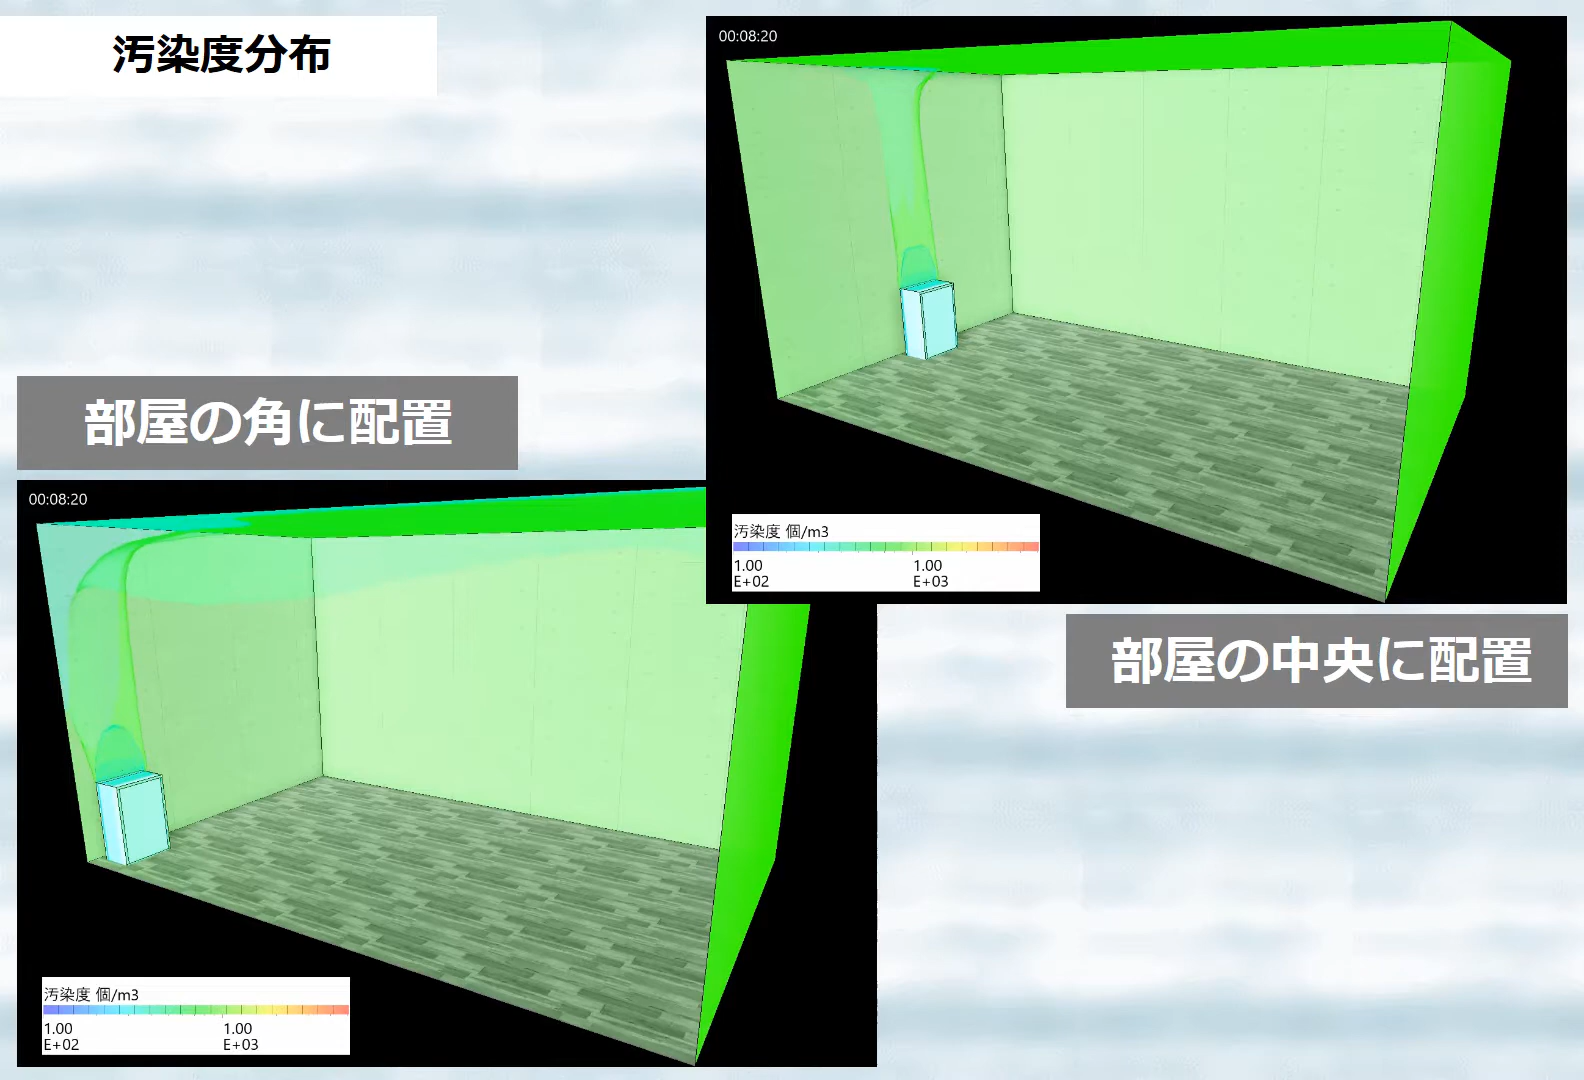 汚染度分布
00:08:20
汚染度 個/m3
1.00 1.00
E+02 E+03
部屋の中央に配置
部屋の角に配置
00:08:20
汚染度 個/m3
1.00 1.00
E+02 E+03